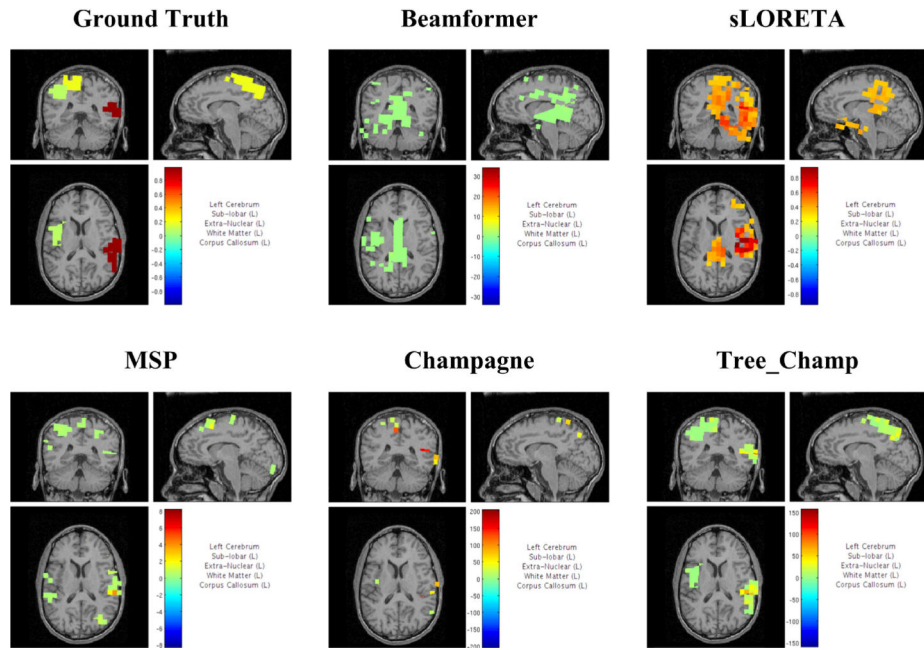 Ground Truth
Beamformer
sLORETA
0.8
0.6
0.4
0.2
0
-0.2
-0.4
-0.6
-0.8
Left Cerebrum
Sub-lobar (L)
Extra-Nuclear (L)
White Matter (L)
Corpus Callosum (L)
30
20
10
0
-10
-20
-30
Left Cerebrum
Sub-lobar (L)
Extra-Nuclear (L)
White Matter (L)
Corpus Callosum (L)
0.8
0.6
0.4
0.2
0
-0.2
-0.4
-0.6
-0.8
Left Cerebrum
Sub-lobar (L)
Extra-Nuclear (L)
White Matter (L)
Corpus Callosum (L)
MSP
Champagne
Tree_Champ
8
6
4
2
0
-2
-4
-6
-8
Left Cerebrum
Sub-lobar (L)
Extra-Nuclear (L)
White Matter (L)
Corpus Callosum (L)
200
150
100
50
0
-50
-100
-150
-200
Left Cerebrum
Sub-lobar (L)
Extra-Nuclear (L)
White Matter (L)
Corpus Callosum (L)
150
100
50
0
-50
-100
-150
Left Cerebrum
Sub-lobar (L)
Extra-Nuclear (L)
White Matter (L)
Corpus Callosum (L)